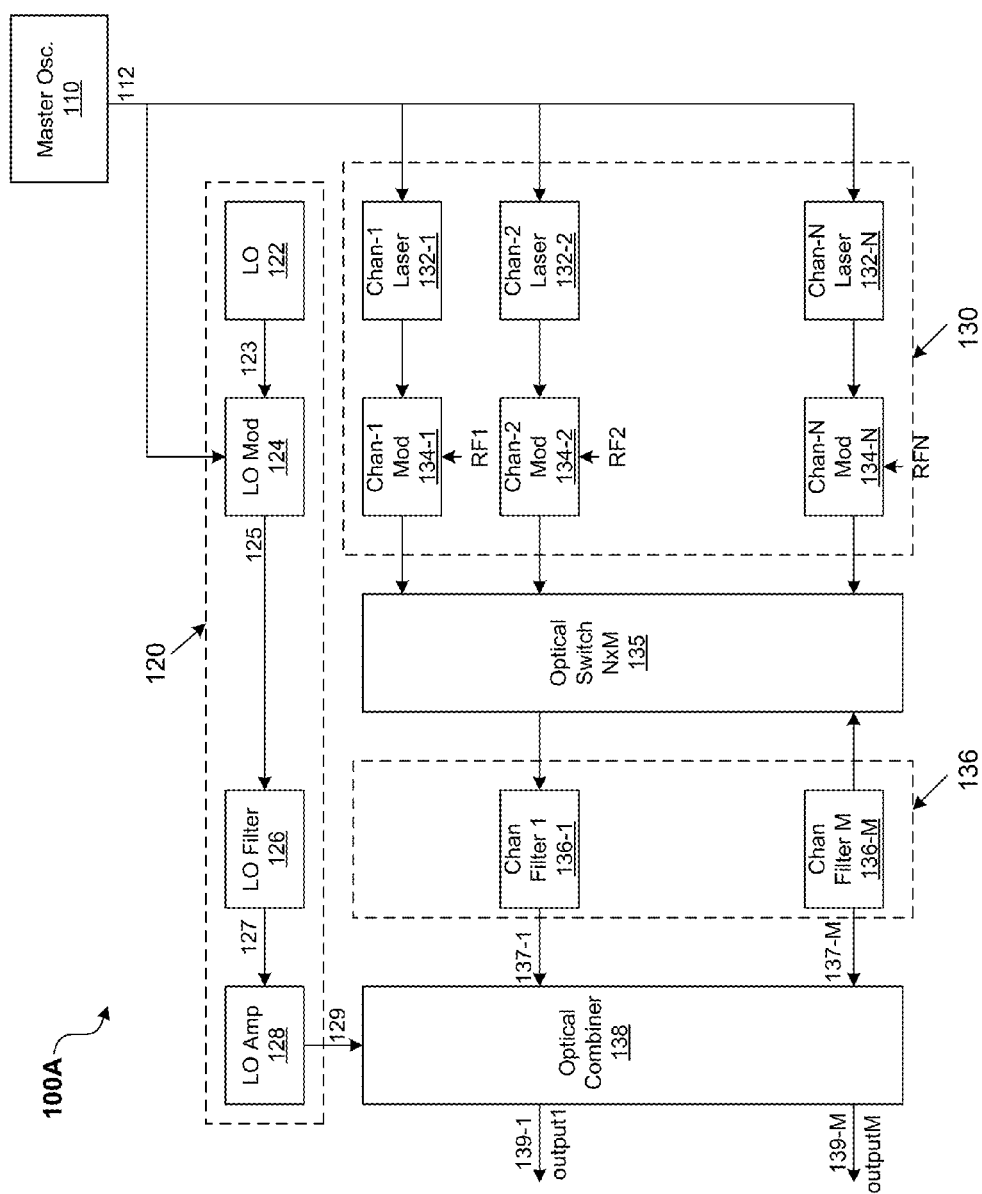 100A
Master Osc.
110
112
120
LO
122
123
LO Mod
124
125
LO Filter
126
127
LO Amp
128
129
Chan-1
Laser
132-1
Chan-1
Mod
134-1
RF1
Chan-2
Laser
132-2
Chan-2
Mod
134-2
RF2
Chan-N
Laser
132-N
Chan-N
Mod
134-N
RFN
130
Optical
Switch
NxM
135
Chan
Filter 1
136-1
Chan
Filter M
136-M
136
137-1
137-M
Optical
Combiner
138
139-1
output1
139-M
outputM